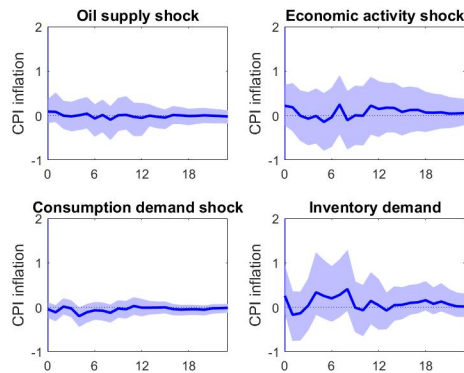 Oil supply shock
2
1
0
-1
CPI inflation
0 6 12 18
Economic activity shock
2
1
0
-1
CPI inflation
0 6 12 18
Consumption demand shock
2
1
0
-1
CPI inflation
0 6 12 18
Inventory demand
2
1
0
-1
CPI inflation
0 6 12 18